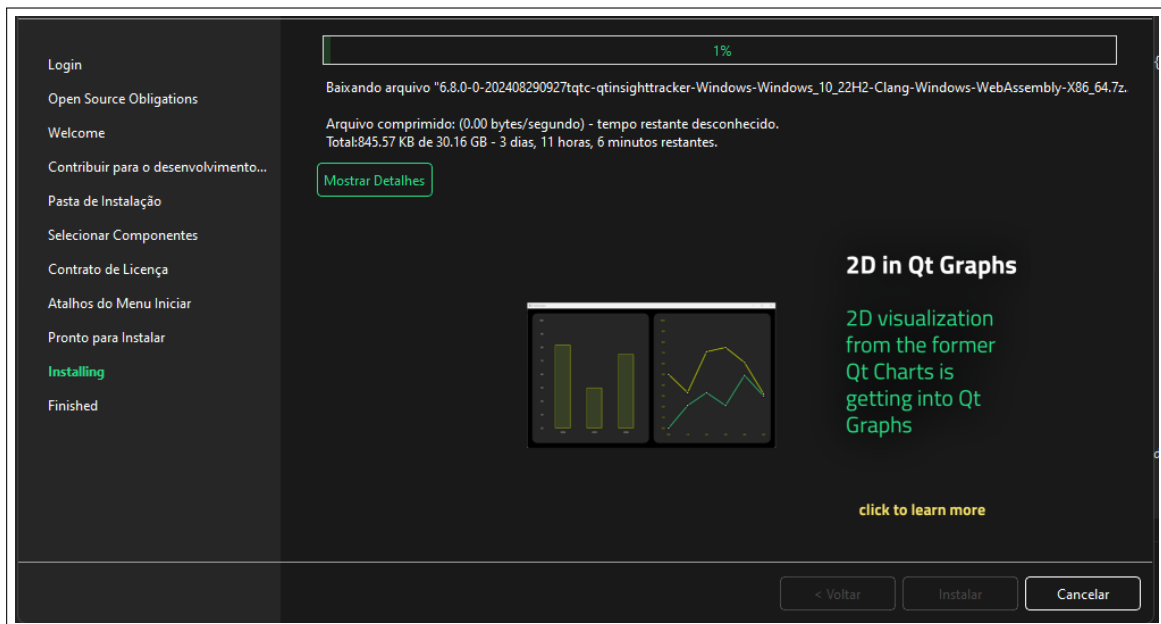 Login
Open Source Obligations
Welcome
Contribuir para o desenvolvimento...
Pasta de Instalação
Selecionar Componentes
Contrato de Licença
Atalhos do Menu Iniciar
Pronto para Instalar
Installing
Finished
1%
Baixando arquivo "6.8.0-0-202408290927tqtc-qtinsighttracker-Windows-Windows_10_22H2-Clang-Windows-WebAssembly-X86_64.7z..
Arquivo comprimido: (0.00 bytes/segundo) - tempo restante desconhecido.
Total:845.57 KB de 30.16 GB - 3 dias, 11 horas, 6 minutos restantes.
Mostrar Detalhes
2D in Qt Graphs
2D visualization
from the former
Qt Charts is
getting into Qt
Graphs
click to learn more
< Voltar
Instalar
Cancelar